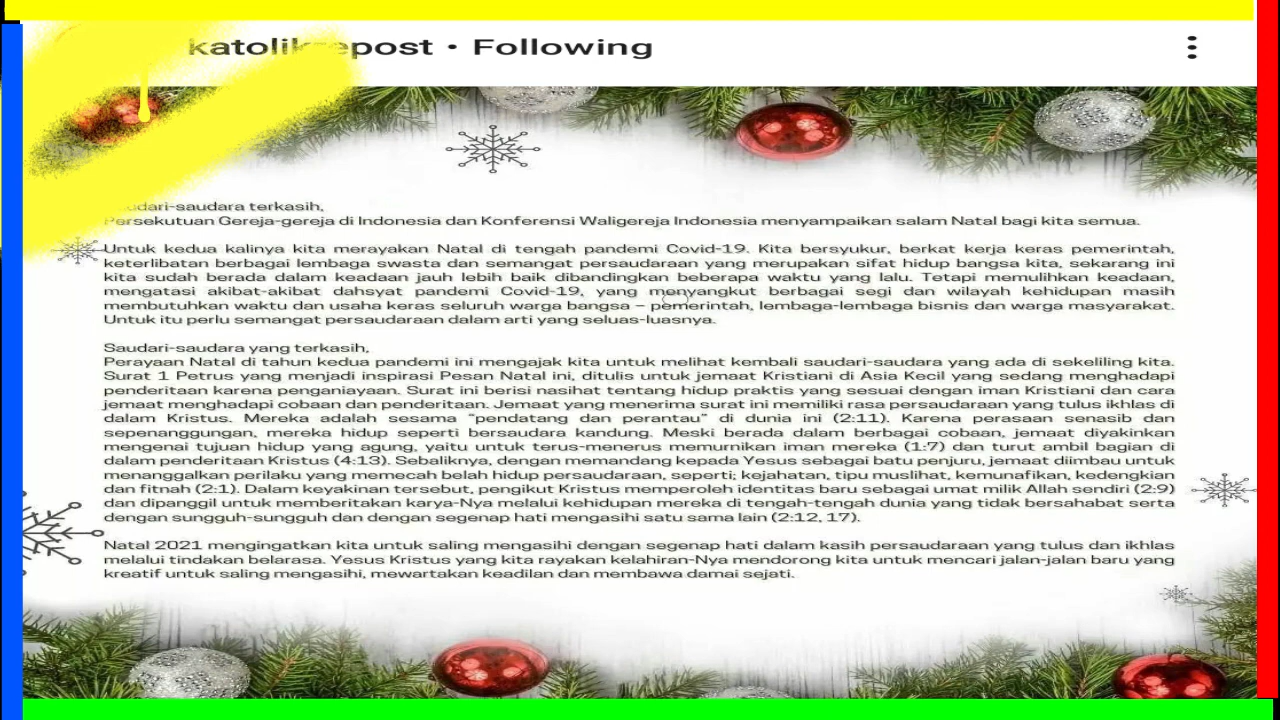 • Following
terkasih,
Persekutuan Gereja-gereja di Indonesia dan Konferensi Waligereja Indonesia menyampaikan salam Natal bagi kita semua.
Untuk kedua kalinya kita merayakan Natal di tengah pandemi Covid-19. Kita bersyukur, berkat kerja keras pemerintah,
keterlibatan berbagai lembaga swasta dan semangat persaudaraan yang merupakan sifat hidup bangsa kita, sekarang ini
kita sudah berada dalam keadaan jauh lebih baik dibandingkan beberapa waktu yang lalu. Tetapi memulihkan keadaan,
mengatasi akibat-akibat dahsyat pandemi Covid-19, yang menyangkut berbagai segi dan wilayah kehidupan masih
membutuhkan waktu dan usaha keras seluruh warga bangsa – pemerintah, lembaga-lembaga bisnis dan warga masyarakat.
Untuk itu perlu semangat persaudaraan dalam arti yang seluas-luasnya.
Saudari-saudara yang terkasih,
Perayaan Natal di tahun kedua pandemi ini mengajak kita untuk melihat kembali saudari-saudara yang ada di sekeliling kita.
Surat 1 Petrus yang menjadi inspirasi Pesan Natal ini, ditulis untuk jemaat Kristiani di Asia Kecil yang sedang menghadapi
penderitaan karena penganiayaan. Surat ini berisi nasihat tentang hidup praktis yang sesuai dengan iman Kristiani dan cara
jemaat menghadapi cobaan dan penderitaan. Jemaat yang menerima surat ini memiliki rasa persaudaraan yang tulus ikhlas di
dalam Kristus. Mereka adalah sesama “pendatang dan perantau” di dunia ini (2:11). Karena perasaan senasib dan
sepenanggungan, mereka hidup seperti bersaudara kandung. Meski berada dalam berbagai cobaan, jemaat diyakinkan
mengenai tujuan hidup yang agung, yaitu untuk terus-menerus memurnikan iman mereka (1:7) dan turut ambil bagian di
dalam penderitaan Kristus (4:13). Sebaliknya, dengan memandang kepada Yesus sebagai batu penjuru, jemaat diimbau untuk
menanggalkan perilaku yang memecah belah hidup persaudaraan, seperti; kejahatan, tipu muslihat, kemunafikan, kedengkian
dan fitnah (2:1). Dalam keyakinan tersebut, pengikut Kristus memperoleh identitas baru sebagai umat milik Allah sendiri (2:9)
dan dipanggil untuk memberitakan karya-Nya melalui kehidupan mereka di tengah-tengah dunia yang tidak bersahabat serta
dengan sungguh-sungguh dan dengan segenap hati mengasihi satu sama lain (2:12, 17).
Natal 2021 mengingatkan kita untuk saling mengasihi dengan segenap hati dalam kasih persaudaraan yang tulus dan ikhlas
melalui tindakan belarasa. Yesus Kristus yang kita rayakan kelahiran-Nya mendorong kita untuk mencari jalan-jalan baru yang
kreatif untuk saling mengasihi, mewartakan keadilan dan membawa damai sejati.